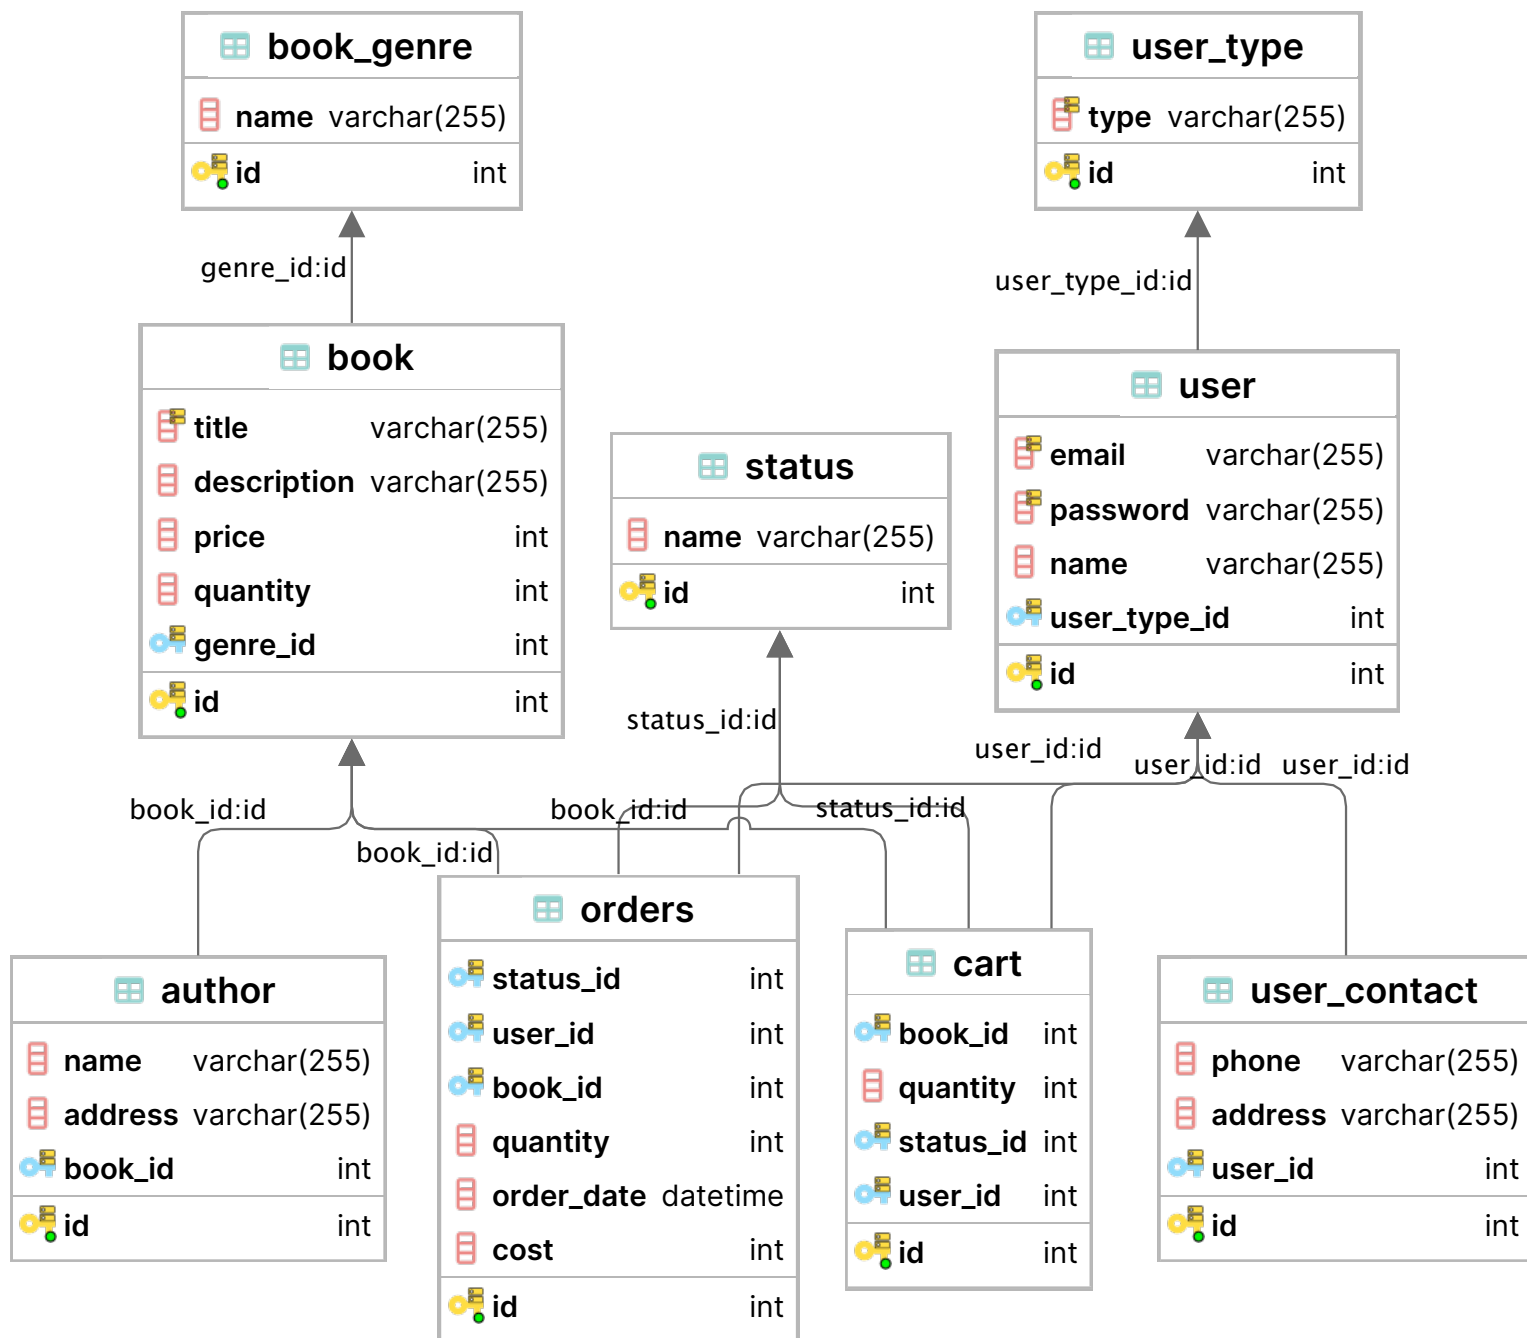 book_genre
name varchar(255)
id int
user_type
type varchar(255)
id int
genre_id:id
user_type_id:id
book
title varchar(255)
description varchar(255)
price int
quantity int
genre_id int
id int
status
name varchar(255)
id int
user
email varchar(255)
password varchar(255)
name varchar(255)
user_type_id int
id int
status_id:id
user_id:id
user_id:id
user_id:id
book_id:id
book_id:id
status_id:id
book_id:id
author
name varchar(255)
address varchar(255)
book_id int
id int
orders
status_id int
user_id int
book_id int
quantity int
order_date datetime
cost int
id int
cart
book_id int
quantity int
status_id int
user_id int
id int
user_contact
phone varchar(255)
address varchar(255)
user_id int
id int